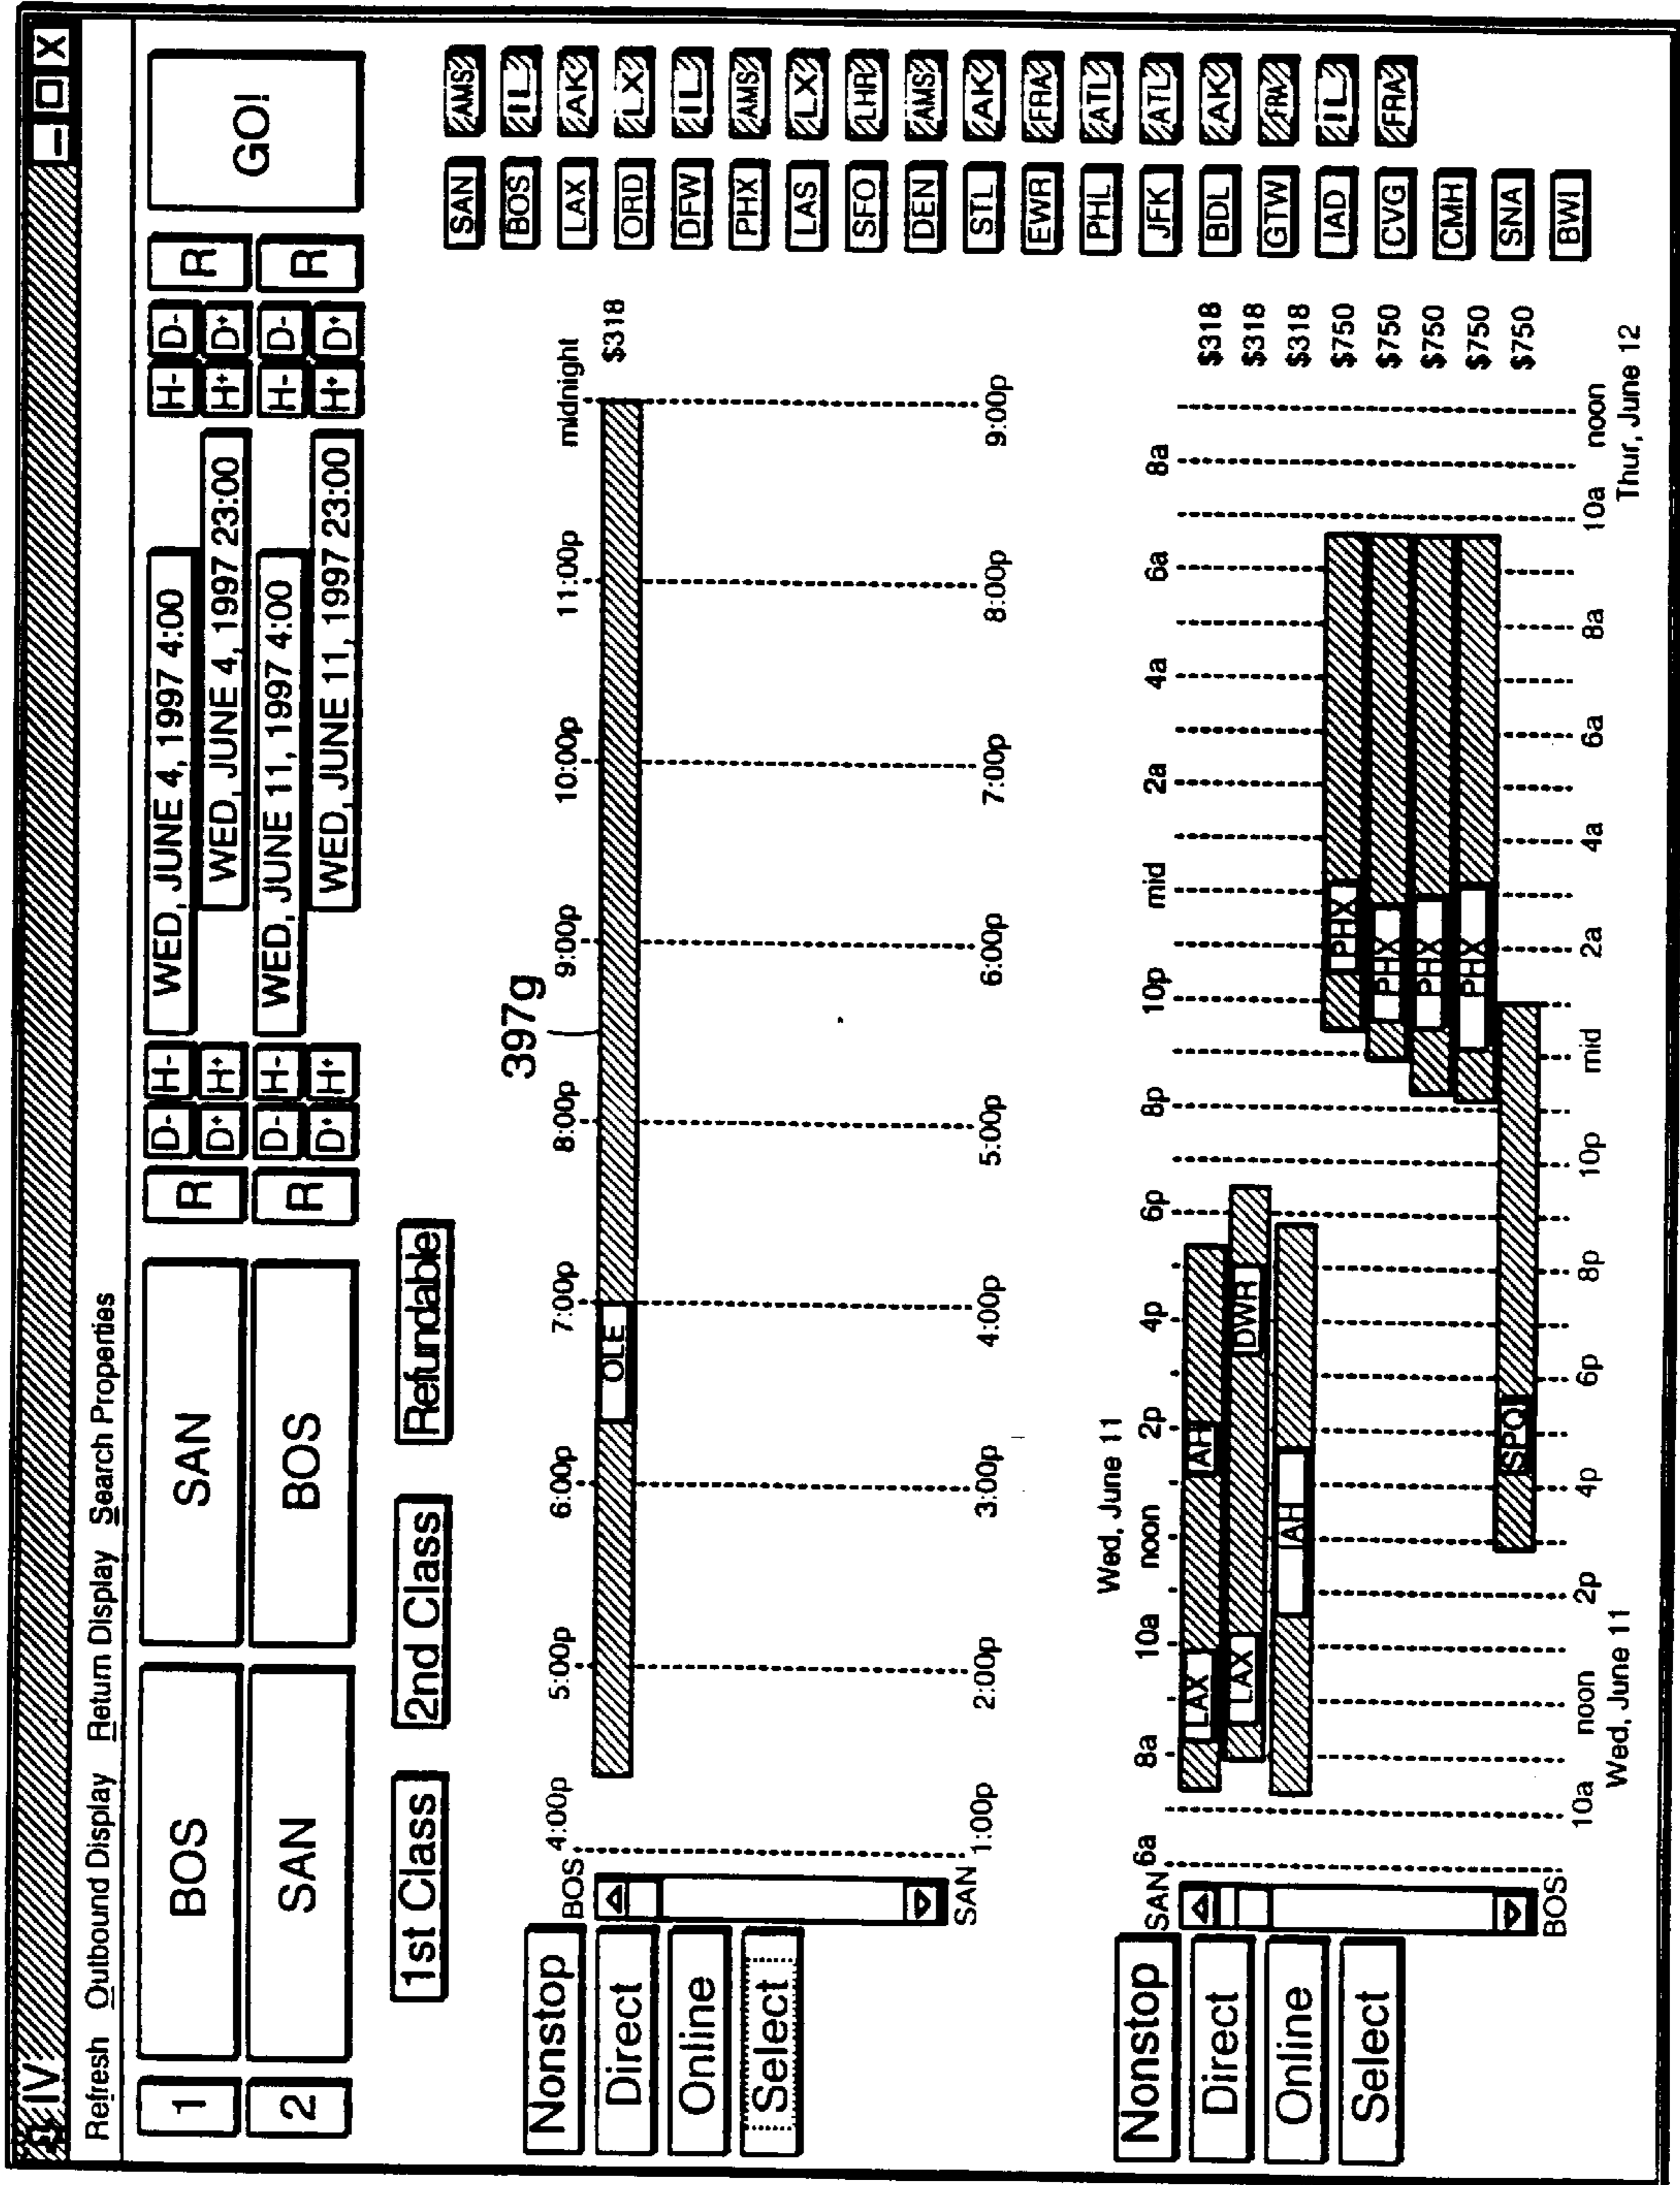 IV
Refresh Outbound Display Return Display Search Properties
1 BOS SAN R D- H- WED, JUNE 4, 1997 4:00 H- D- R GO!
D+ H+ WED, JUNE 4, 1997 23:00 H+ D+
2 SAN BOS R D- H- WED, JUNE 11, 1997 4:00 H- D- R
D+ H+ WED, JUNE 11, 1997 23:00 H+ D+
1st Class 2nd Class Refundable
397g
Nonstop
Direct
Online
Select
BOS 4:00p 5:00p 6:00p 7:00p 8:00p 9:00p 10:00p 11:00p midnight
OLE $318
SAN 1:00p 2:00p 3:00p 4:00p 5:00p 6:00p 7:00p 8:00p 9:00p
Nonstop
Direct
Online
Select
Wed, June 11
SAN 6a 8a 10a noon 2p 4p 6p 8p 10p mid 2a 4a 6a 8a
LAX IAH $318
LAX DWR $318
IAH $318
PHX $750
PHX $750
PHX $750
PHX $750
SPQ $750
BOS 10a noon 2p 4p 6p 8p 10p mid 2a 4a 6a 8a 10a noon
Wed, June 11 Thur, June 12
SAN AMS
BOS IL
LAX AK
ORD LX
DFW IL
PHX AMS
LAS LX
SFO LHR
DEN AMS
STL AK
EWR FRA
PHL ATL
JFK ATL
BDL AK
GTW FRA
IAD IL
CVG FRA
CMH
SNA
BWI